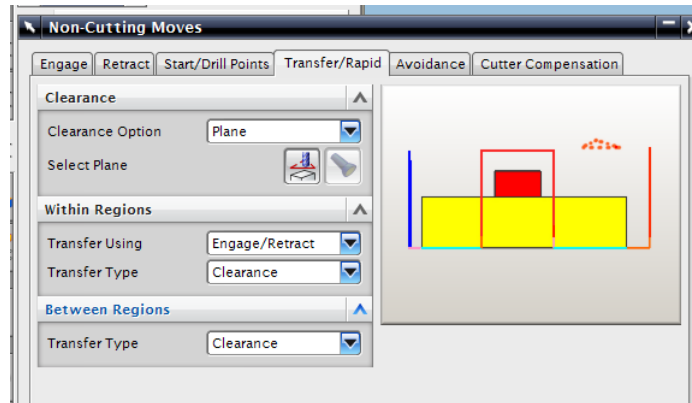 Non-Cutting Moves
Engage Retract Start/Drill Points Transfer/Rapid Avoidance Cutter Compensation
Clearance
Clearance Option Plane
Select Plane
Within Regions
Transfer Using Engage/Retract
Transfer Type Clearance
Between Regions
Transfer Type Clearance